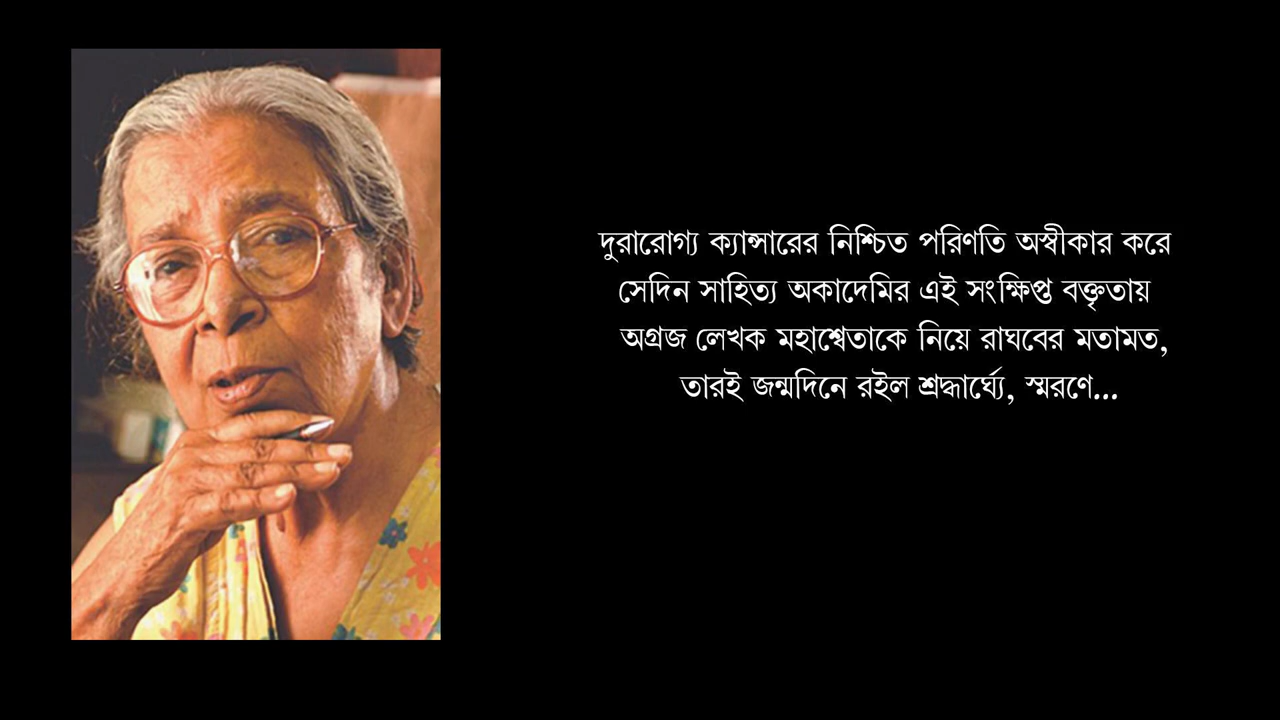 দুরারোগ্য ক্যান্সারের নিশ্চিত পরিণতি অস্বীকার করে
সেদিন সাহিত্য অকাদেমির এই সংক্ষিপ্ত বক্তৃতায়
অগ্রজ লেখক মহাশ্বেতাকে নিয়ে রাঘবের মতামত,
তারই জন্মদিনে রইল শ্রদ্ধার্ঘ্যে, স্মরণে...